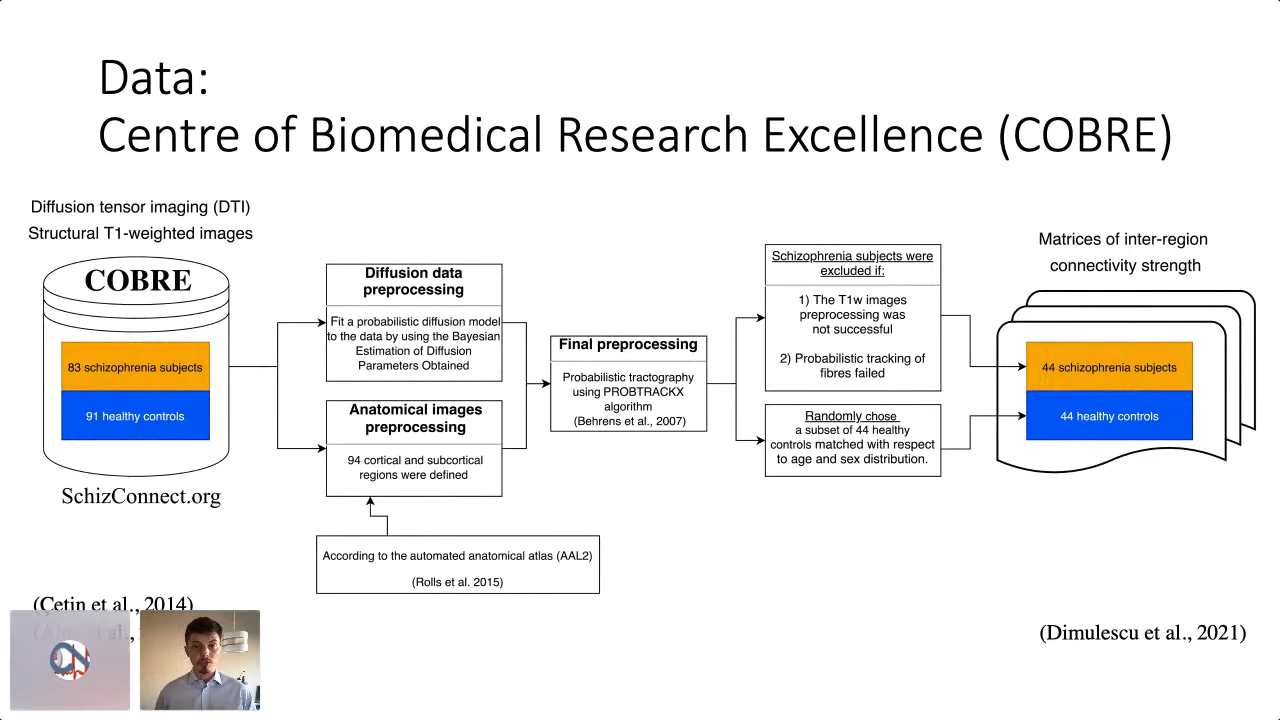 Data:
Centre of Biomedical Research Excellence (COBRE)
Diffusion tensor imaging (DTI)
Structural T1-weighted images
COBRE
83 schizophrenia subjects
91 healthy controls
SchizConnect.org
Diffusion data
preprocessing
Fit a probabilistic diffusion model
to the data by using the Bayesian
Estimation of Diffusion
Parameters Obtained
Anatomical images
preprocessing
94 cortical and subcortical
regions were defined
According to the automated anatomical atlas (AAL2)
(Rolls et al. 2015)
Final preprocessing
Probabilistic tractography
using PROBTRACKX
algorithm
(Behrens et al., 2007)
Schizophrenia subjects were
excluded if:
1) The T1w images
preprocessing was
not successful
2) Probabilistic tracking of
fibres failed
Randomly chose
a subset of 44 healthy
controls matched with respect
to age and sex distribution.
Matrices of inter-region
connectivity strength
44 schizophrenia subjects
44 healthy controls
(Çetin et al., 2014)
(Dimulescu et al., 2021)